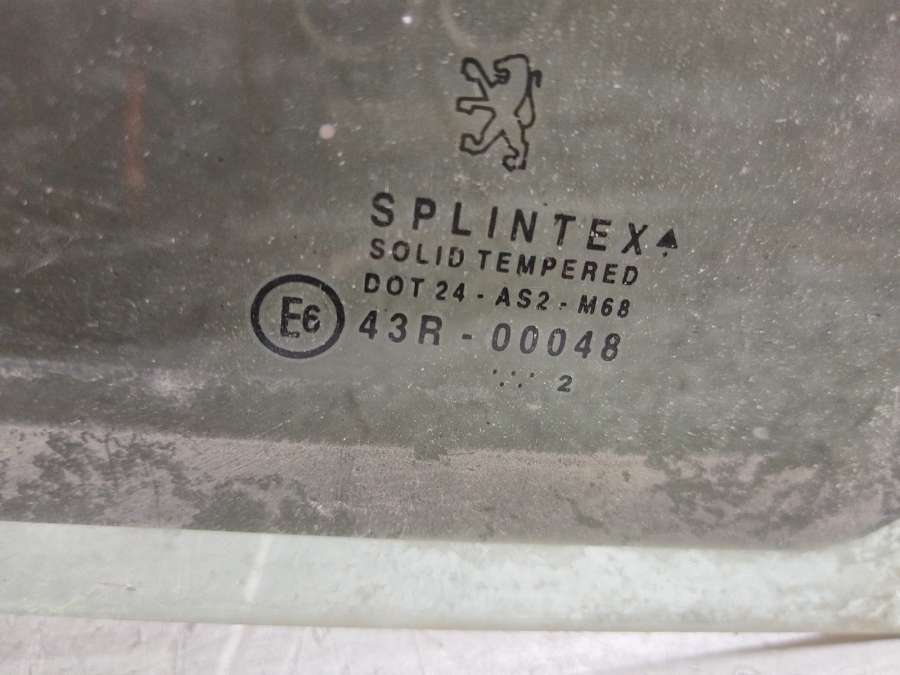 SPLINTEX
SOLID TEMPERED
DOT 24 - AS2 - M68
E6
43R - 00048
2